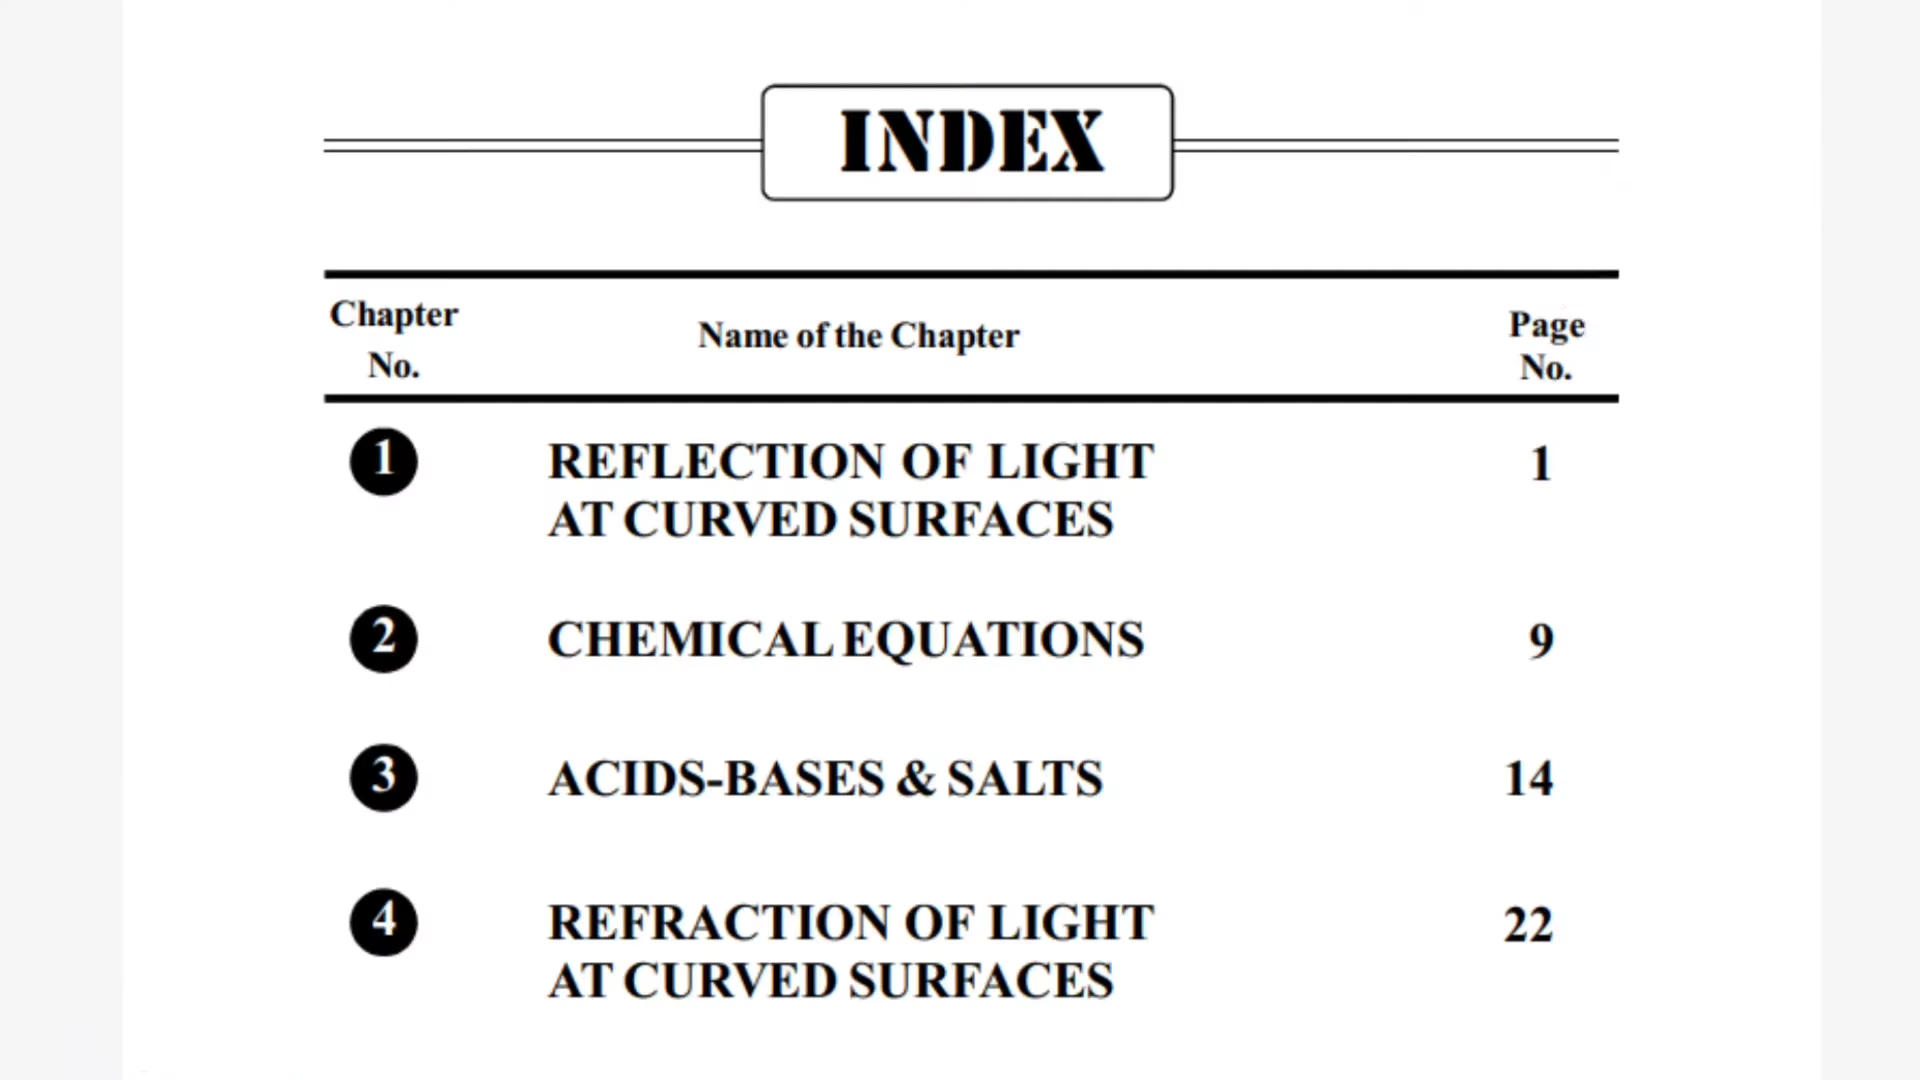 INDEX
Chapter No. Name of the Chapter Page No.
1 REFLECTION OF LIGHT 1
AT CURVED SURFACES
2 CHEMICAL EQUATIONS 9
3 ACIDS-BASES & SALTS 14
4 REFRACTION OF LIGHT 22
AT CURVED SURFACES